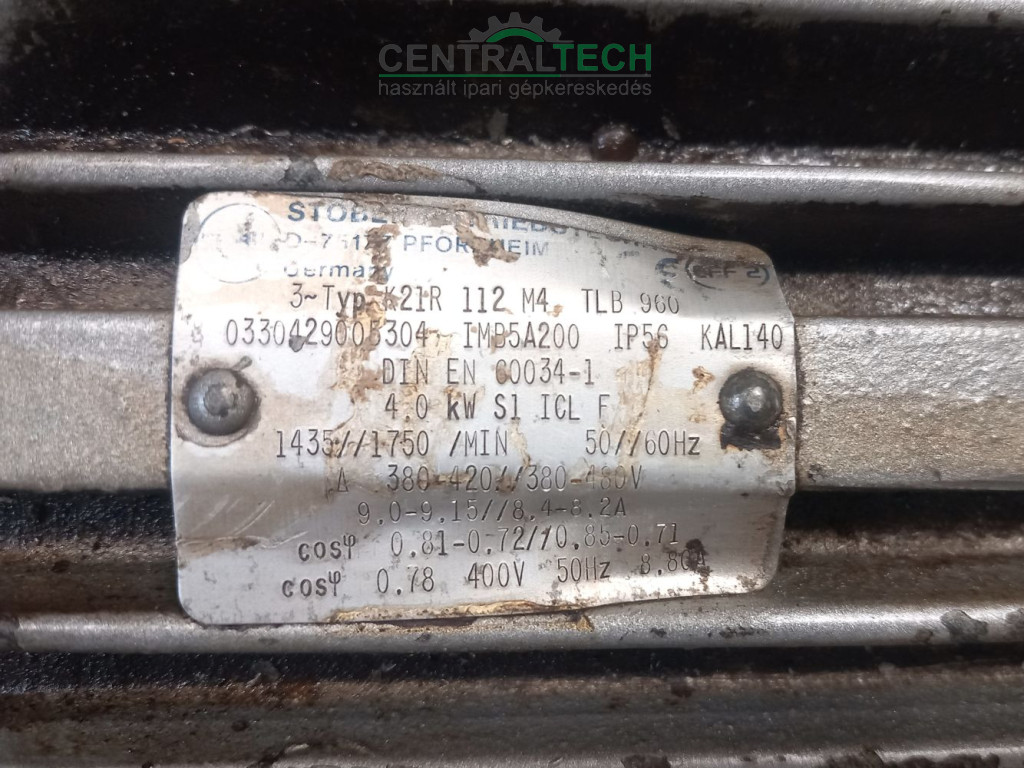 CENTRALTECH
használt ipari gépkereskedés
PFORZHEIM
Germany
3~Typ K21R 112 M4 TLB 960
0330429005304 IMB5A200 IP56 KAL140
DIN EN 60034-1
4.0 kW S1 ICL F
1435//1750 /MIN 50//60Hz
Δ 380-420//380-480V
9.0-9.15//8.4-8.2A
cosφ 0.81-0.72//0.85-0.71
cosφ 0.78 400V 50Hz 8.80A